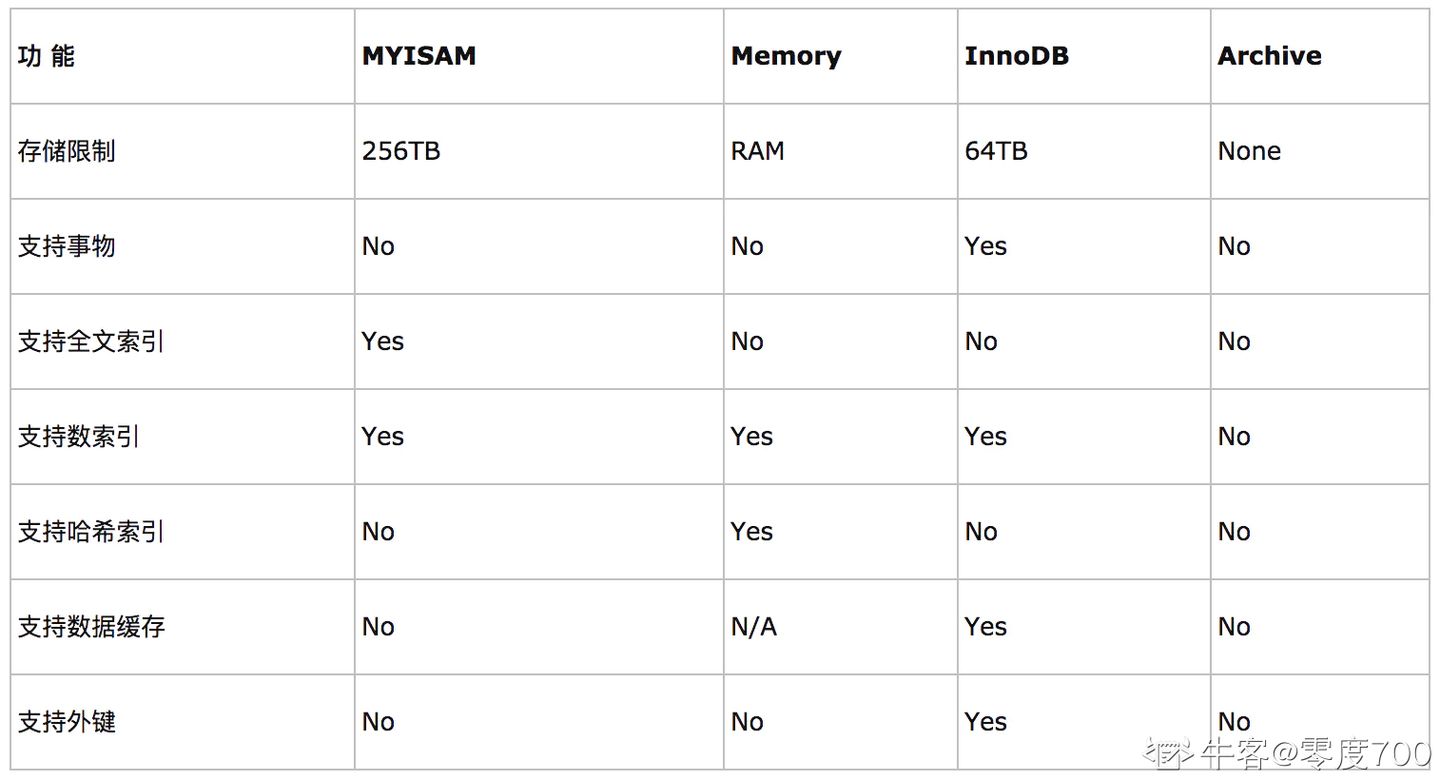 功 能 MYISAM Memory InnoDB Archive
存储限制 256TB RAM 64TB None
支持事物 No No Yes No
支持全文索引 Yes No No No
支持数索引 Yes Yes Yes No
支持哈希索引 No Yes No No
支持数据缓存 No N/A Yes No
支持外键 No No Yes No
牛客@零度700